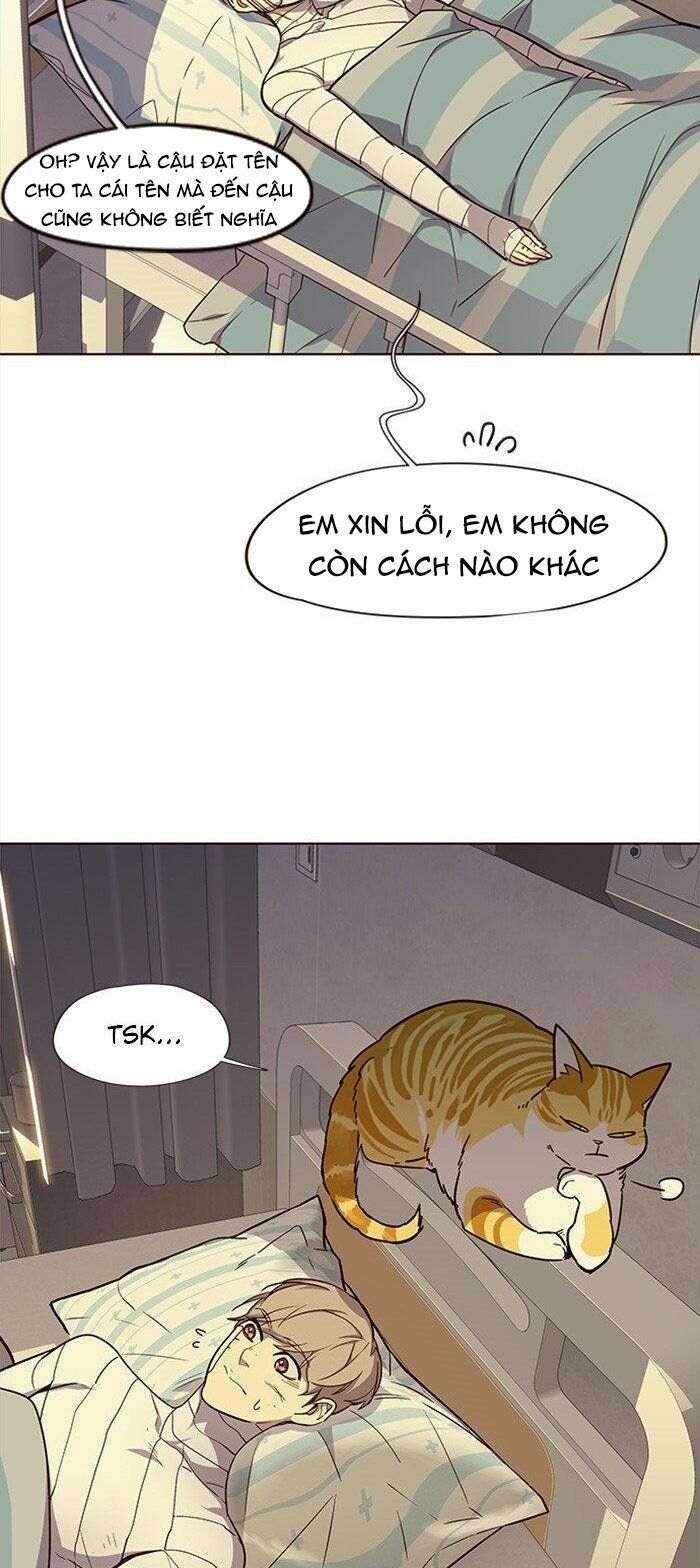 OH? VẬY LÀ CẬU ĐẶT TÊN
CHO TA CÁI TÊN MÀ ĐẾN CẬU
CŨNG KHÔNG BIẾT NGHĨA
EM XIN LỖI, EM KHÔNG
CÒN CÁCH NÀO KHÁC
TSK...